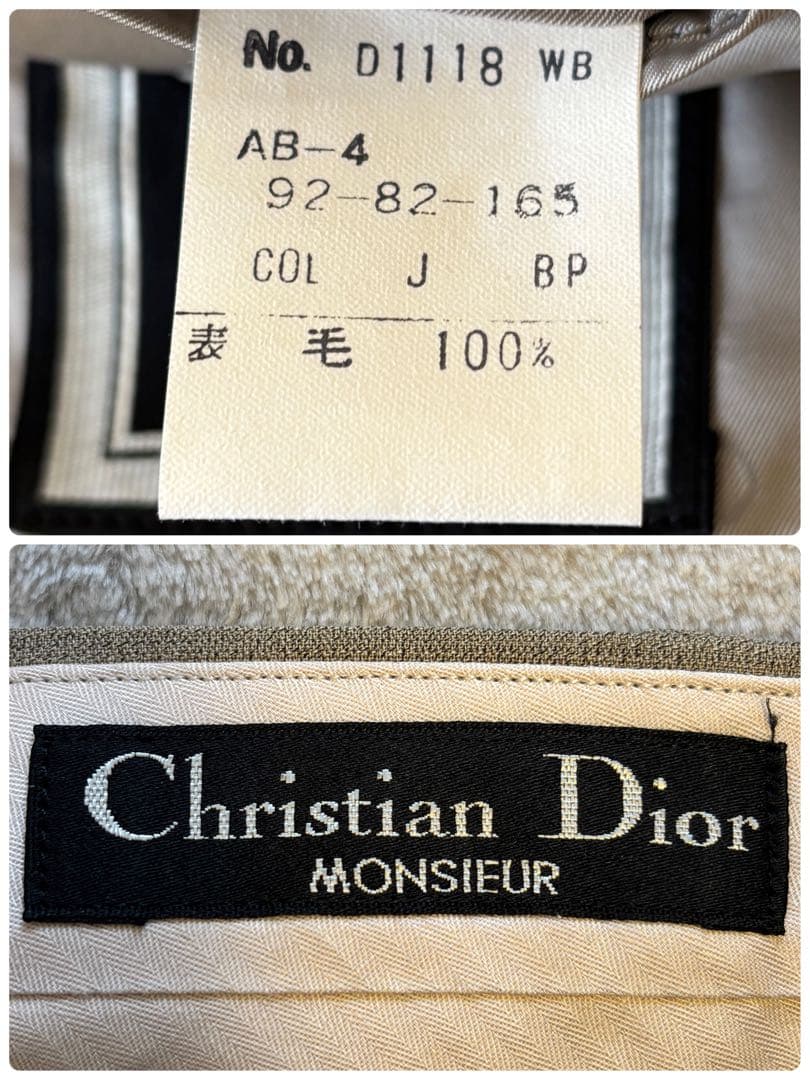 No. D1118 WB
AB-4
92-82-165
COL J BP
表 毛 100%
Christian Dior
MONSIEUR